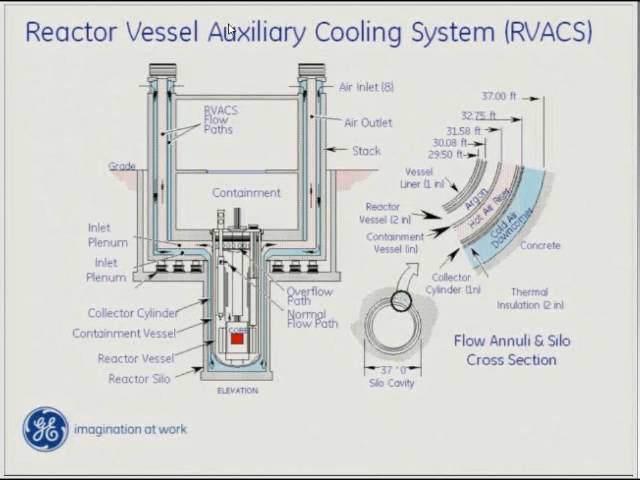 Reactor Vessel Auxiliary Cooling System (RVACS)
Air Inlet (8)
RVACS
Flow
Paths
Air Outlet
Stack
Grade
Containment
Inlet
Plenum
Inlet
Plenum
Overflow
Path
Normal
Flow Path
Collector Cylinder
Containment Vessel
CORE
Reactor Vessel
Reactor Silo
ELEVATION
37.00 ft
32.75 ft
31.58 ft
30.08 ft
29.50 ft
Vessel
Liner (1 in)
Argon
Hot Air Riser
Cold Air
Downcomer
Reactor
Vessel (2 in)
Containment
Vessel (in)
Concrete
Collector
Cylinder (1in)
Thermal
Insulation (2 in)
37 '0
Silo Cavity
Flow Annuli & Silo
Cross Section
GE
imagination at work